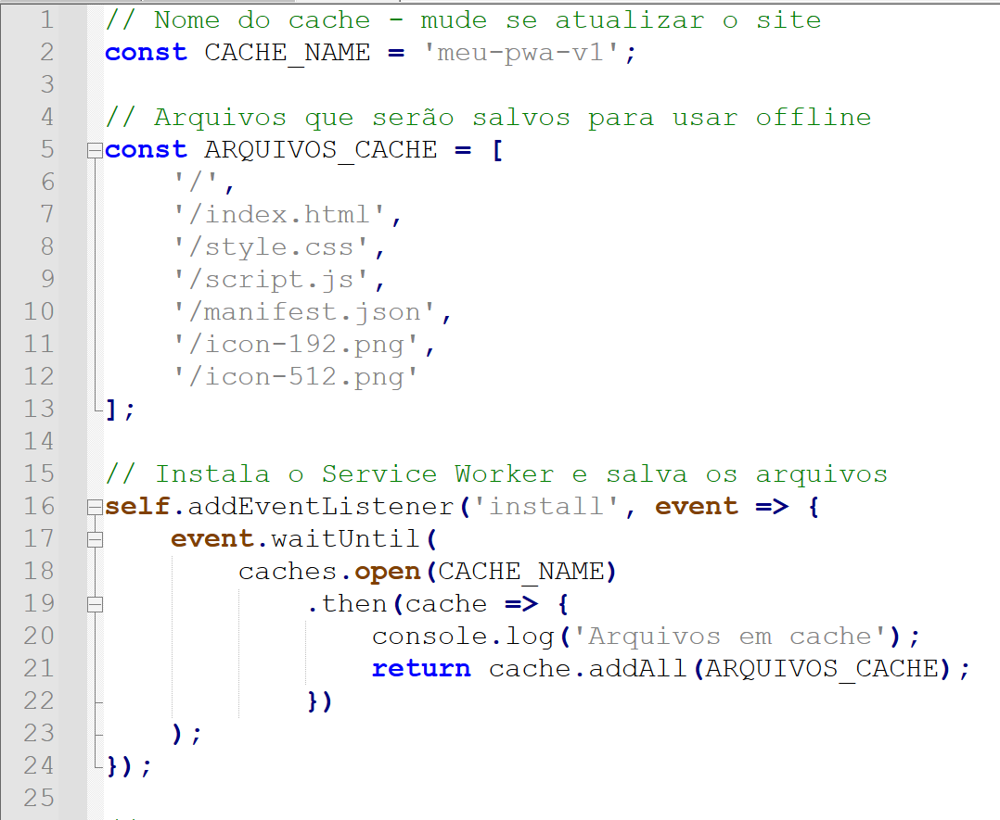 1 // Nome do cache - mude se atualizar o site
2 const CACHE_NAME = 'meu-pwa-v1';
3
4 // Arquivos que serão salvos para usar offline
5 const ARQUIVOS_CACHE = [
6     '/',
7     '/index.html',
8     '/style.css',
9     '/script.js',
10     '/manifest.json',
11     '/icon-192.png',
12     '/icon-512.png'
13 ];
14
15 // Instala o Service Worker e salva os arquivos
16 self.addEventListener('install', event => {
17     event.waitUntil(
18         caches.open(CACHE_NAME)
19             .then(cache => {
20                 console.log('Arquivos em cache');
21                 return cache.addAll(ARQUIVOS_CACHE);
22             })
23     );
24 });
25